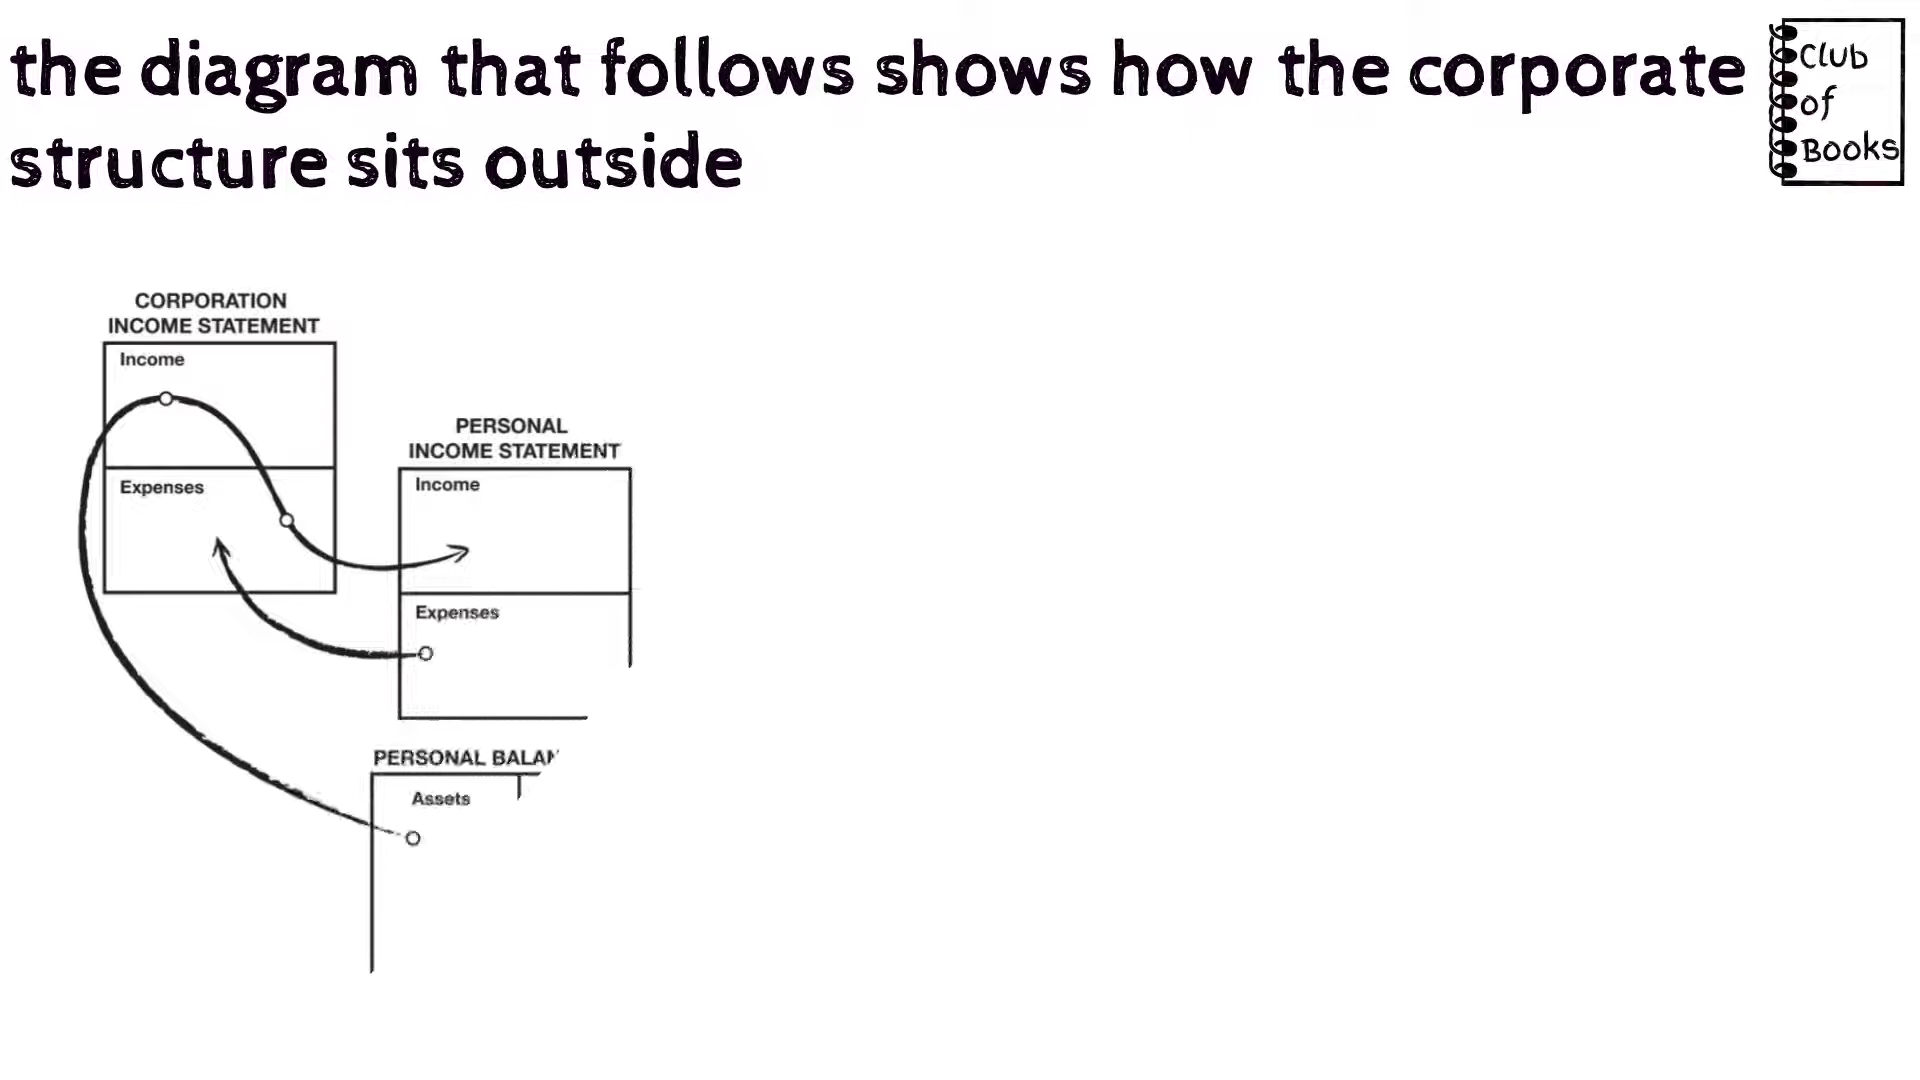 the diagram that follows shows how the corporate
structure sits outside
Club
of
Books
CORPORATION
INCOME STATEMENT
Income
Expenses
PERSONAL
INCOME STATEMENT
Income
Expenses
PERSONAL
Assets